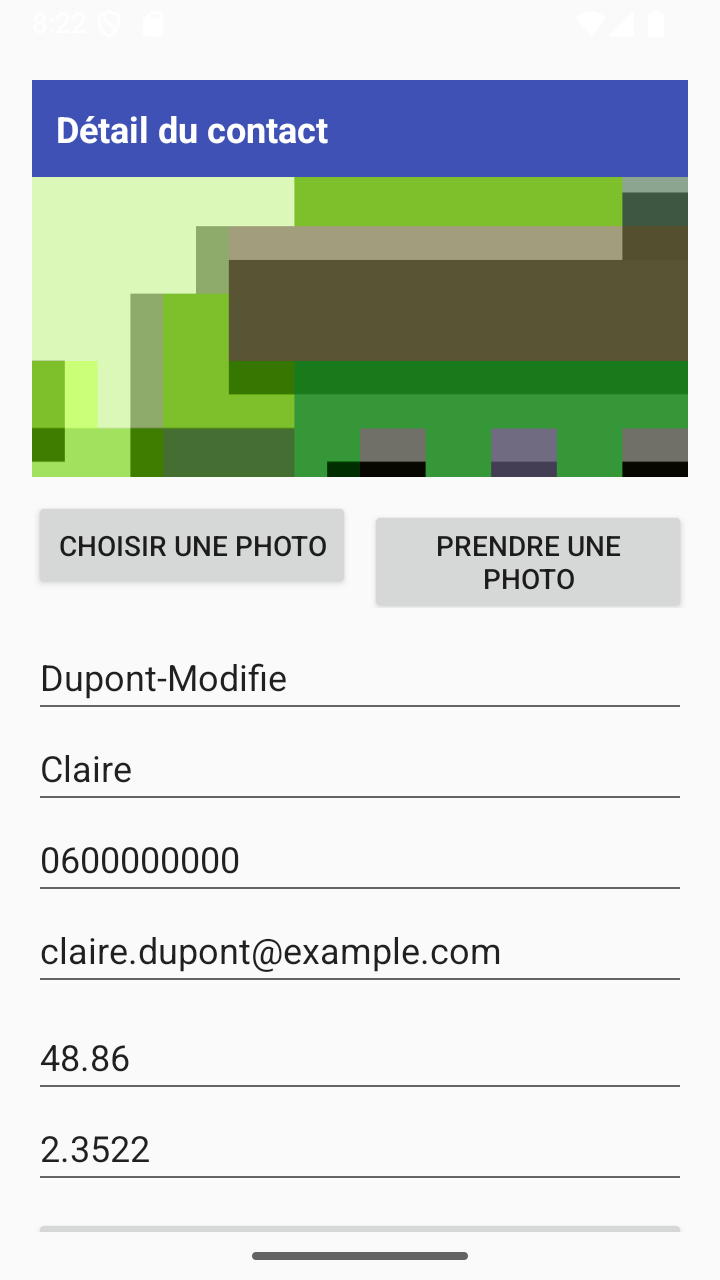 8:22
Détail du contact
CHOISIR UNE PHOTO
PRENDRE UNE
PHOTO
Dupont-Modifie
Claire
0600000000
claire.dupont@example.com
48.86
2.3522